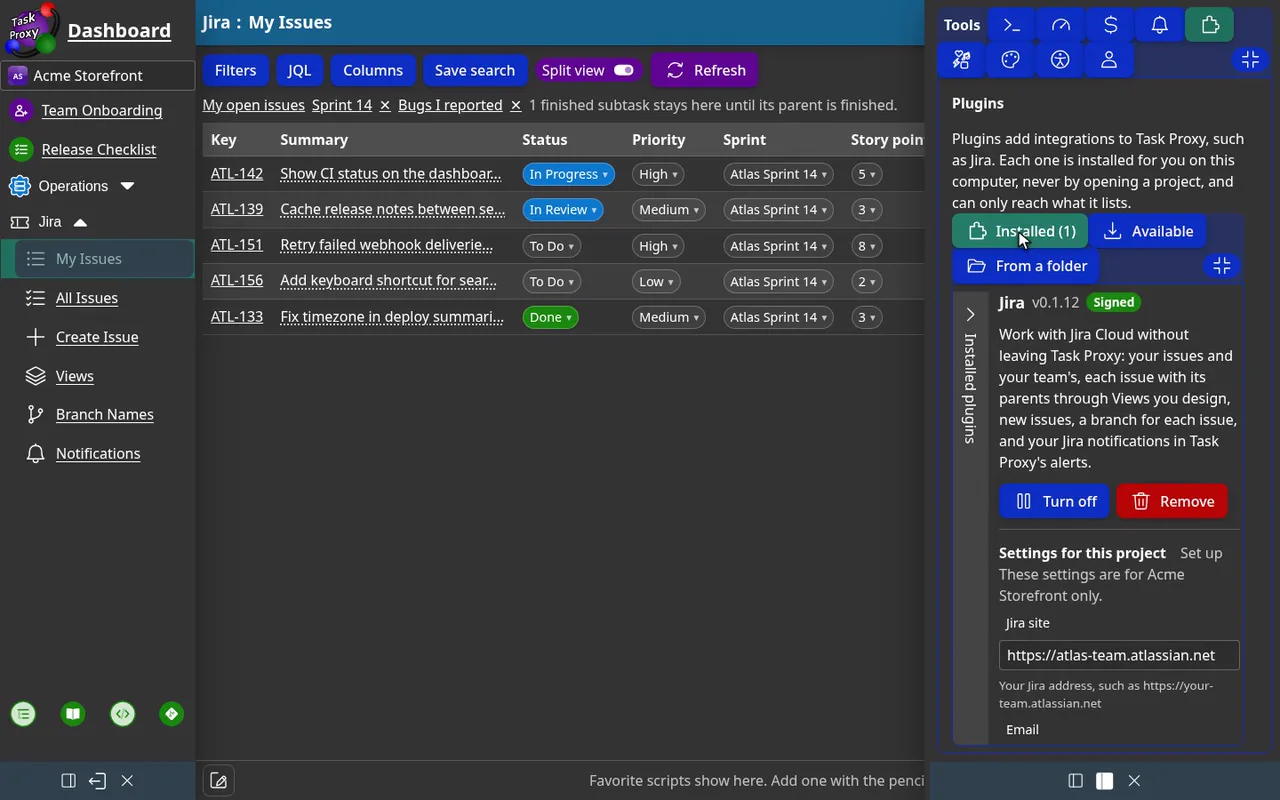 Task Proxy
Dashboard
AS Acme Storefront
Team Onboarding
Release Checklist
Operations
Jira
My Issues
All Issues
Create Issue
Views
Branch Names
Notifications
Jira : My Issues
Filters JQL Columns Save search Split view Refresh
My open issues Sprint 14 × Bugs I reported × 1 finished subtask stays here until its parent is finished.
Key Summary Status Priority Sprint Story poin
ATL-142 Show CI status on the dashboar... In Progress High Atlas Sprint 14 5
ATL-139 Cache release notes between se... In Review Medium Atlas Sprint 14 3
ATL-151 Retry failed webhook deliverie... To Do High Atlas Sprint 14 8
ATL-156 Add keyboard shortcut for sear... To Do Low Atlas Sprint 14 2
ATL-133 Fix timezone in deploy summari... Done Medium Atlas Sprint 14 3
Favorite scripts show here. Add one with the penci
Tools
Plugins
Plugins add integrations to Task Proxy, such
as Jira. Each one is installed for you on this
computer, never by opening a project, and
can only reach what it lists.
Installed (1) Available
From a folder
Installed plugins
Jira v0.1.12 Signed
Work with Jira Cloud without
leaving Task Proxy: your issues and
your team's, each issue with its
parents through Views you design,
new issues, a branch for each issue,
and your Jira notifications in Task
Proxy's alerts.
Turn off Remove
Settings for this project Set up
These settings are for Acme
Storefront only.
Jira site
https://atlas-team.atlassian.net
Your Jira address, such as https://your-
team.atlassian.net
Email